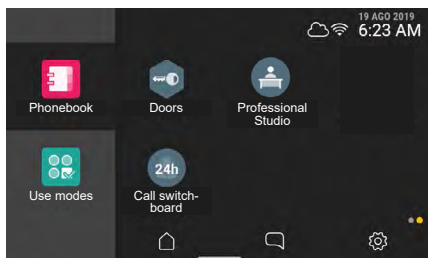 19 AGO 2019
6:23 AM
Phonebook
Doors
Professional
Studio
Use modes
24h
Call switch-
board